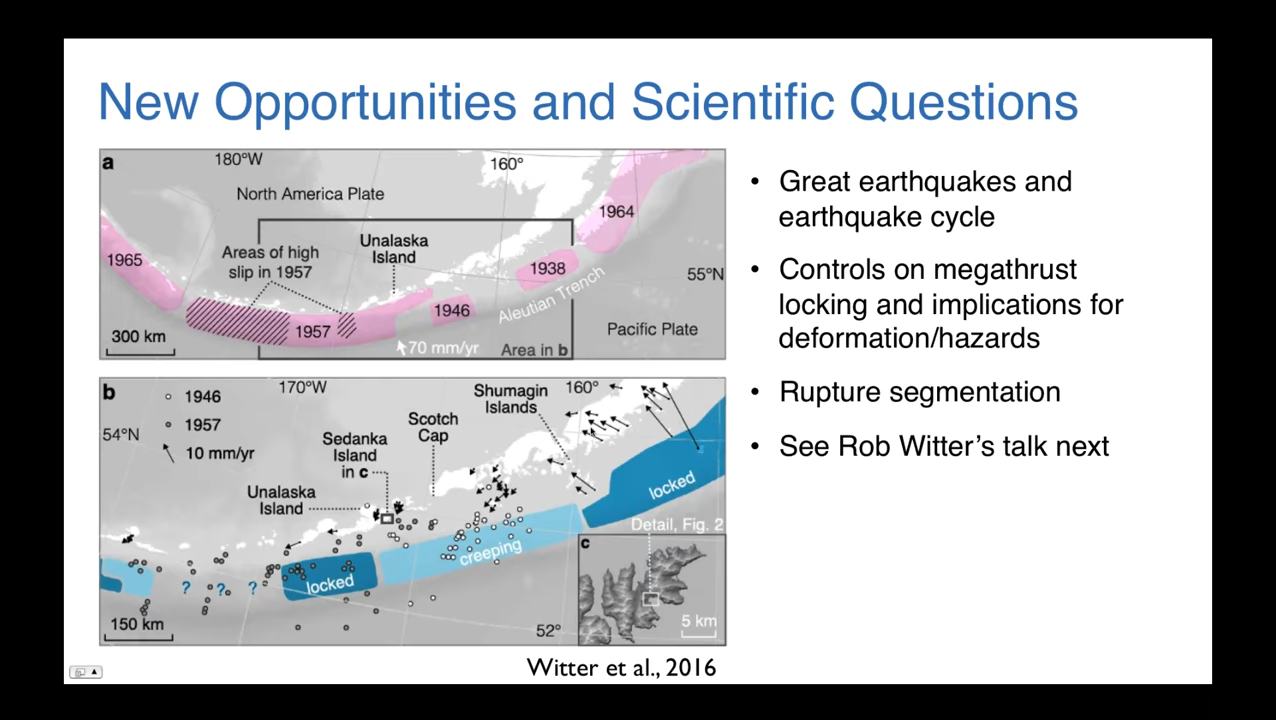 New Opportunities and Scientific Questions
a
180°W
160°
North America Plate
1964
Unalaska
Island
Areas of high
slip in 1957
1965
1938
55°N
1946
Aleutian Trench
1957
Pacific Plate
300 km
70 mm/yr
Area in b
b
170°W
160°
1946
Shumagin
Islands
1957
Scotch
Cap
54°N
Sedanka
Island
in c
10 mm/yr
Unalaska
Island
locked
Detail, Fig. 2
c
creeping
locked
? ? ?
150 km
5 km
52°
Witter et al., 2016
• Great earthquakes and
earthquake cycle
• Controls on megathrust
locking and implications for
deformation/hazards
• Rupture segmentation
• See Rob Witter's talk next